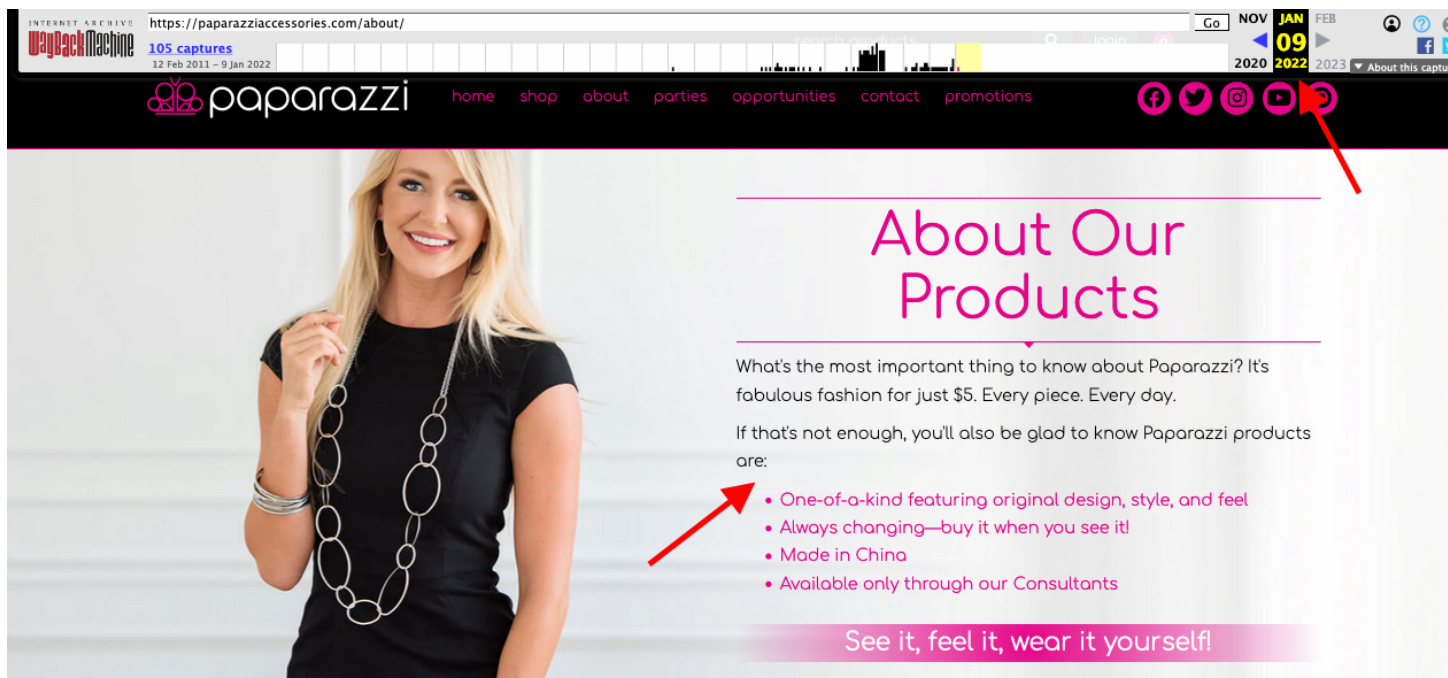 INTERNET ARCHIVE
WayBackMachine
https://paparazziaccessories.com/about/
Go
NOV JAN FEB
105 captures
09
12 Feb 2011 – 9 Jan 2022
2020 2022 2023
▼ About this captu
search products
login
paparazzi
home shop about parties opportunities contact promotions
About Our
Products
What's the most important thing to know about Paparazzi? It's
fabulous fashion for just $5. Every piece. Every day.
If that's not enough, you'll also be glad to know Paparazzi products
are:
• One-of-a-kind featuring original design, style, and feel
• Always changing—buy it when you see it!
• Made in China
• Available only through our Consultants
See it, feel it, wear it yourself!